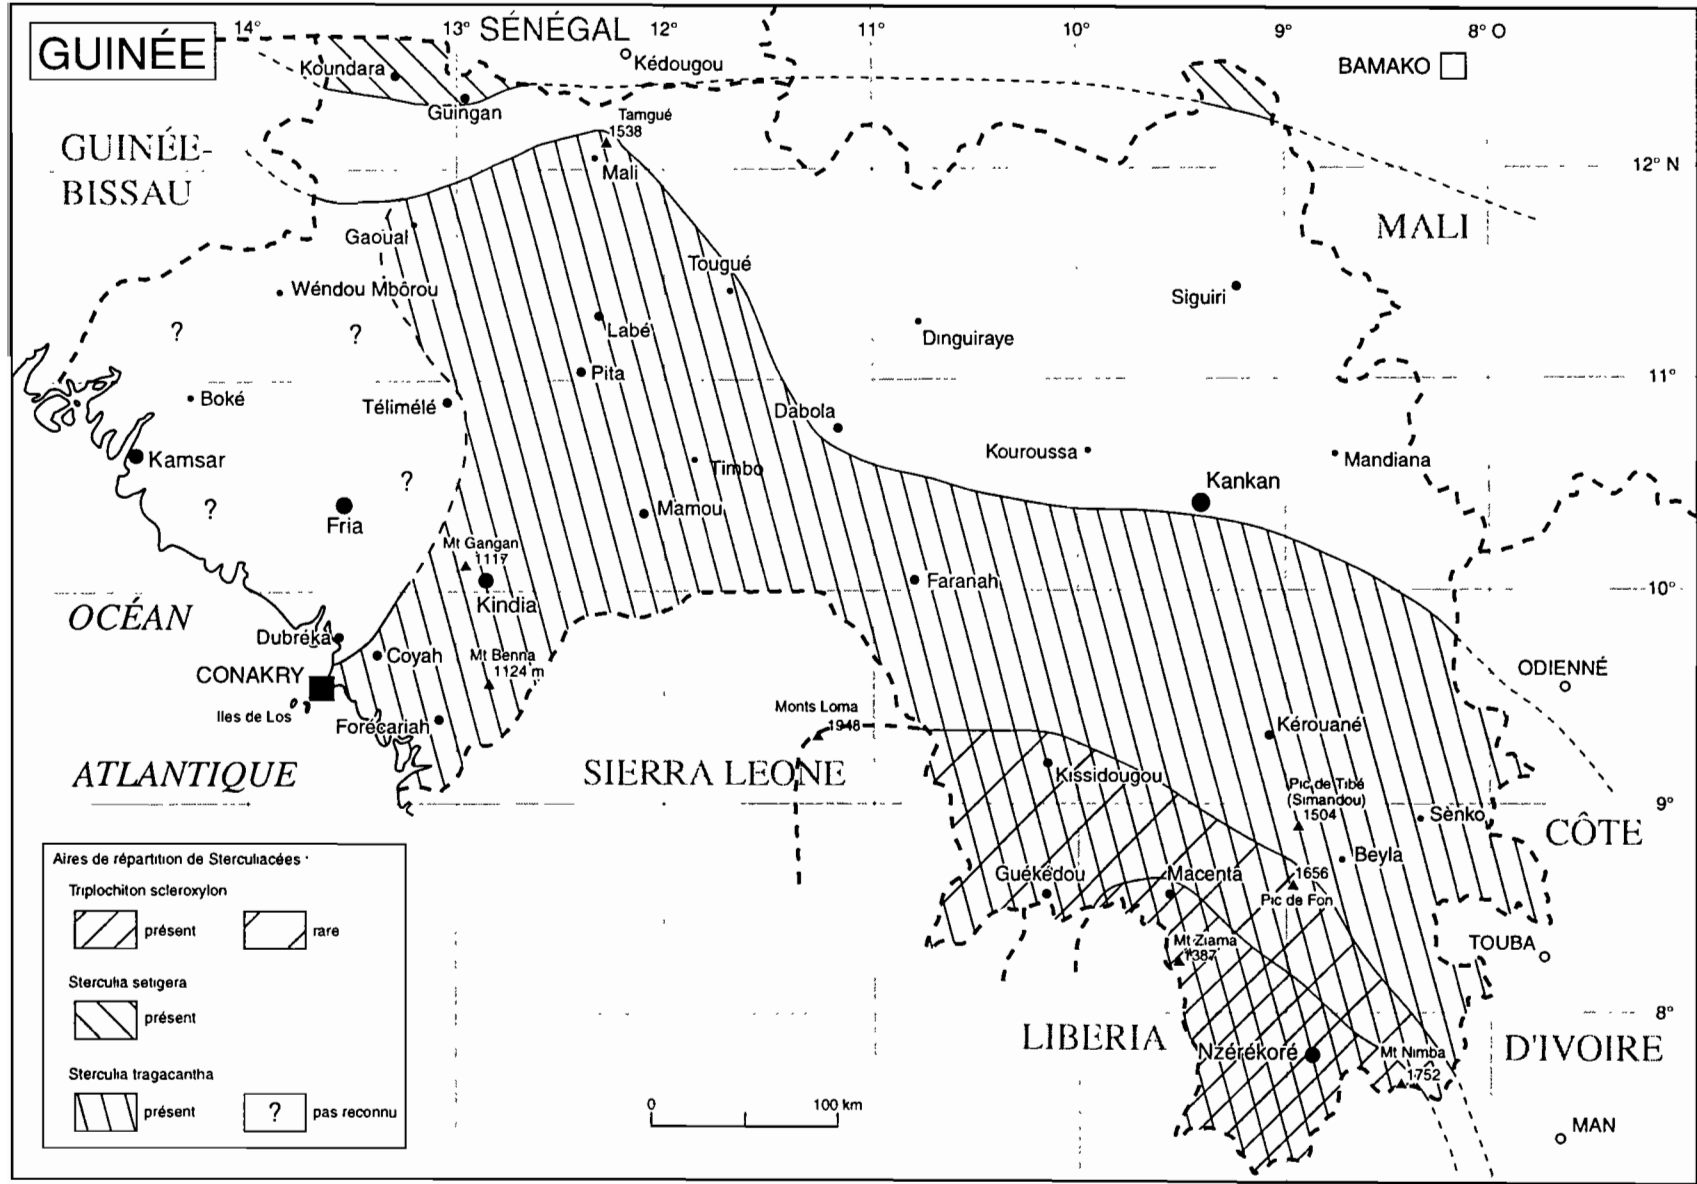 GUINÉE
14°
13°
SÉNÉGAL
12°
11°
10°
9°
8° O
Kédougou
BAMAKO
Koundara
Guingan
Tamgué
1538
GUINÉE-
BISSAU
Mali
12° N
MALI
Gaoual
Tougué
Wéndou Mbôrou
Siguiri
?
?
Labé
Dinguiraye
Pita
11°
Boké
Télimélé
Dabola
Kouroussa
Mandiana
Kamsar
Timbo
Kankan
?
?
Fria
Mamou
Mt Gangan
1117
Kindia
Faranah
10°
OCÉAN
Dubréka
Coyah
Mt Benna
1124 m
CONAKRY
ODIENNÉ
Iles de Los
Forécariah
Monts Loma
1948
Kérouané
ATLANTIQUE
SIERRA LEONE
Kissidougou
Pic de Tibé
(Simandou)
1504
9°
Sènko
CÔTE
Beyla
Guékédou
Macenta
1656
Pic de Fon
Mt Ziama
1387
TOUBA
8°
LIBERIA
D'IVOIRE
Nzérékoré
Mt Nimba
1752
MAN
Aires de répartition de Sterculiacées :
Triplochiton scleroxylon
présent
rare
Sterculia setigera
présent
Sterculia tragacantha
présent
?
pas reconnu
0
100 km